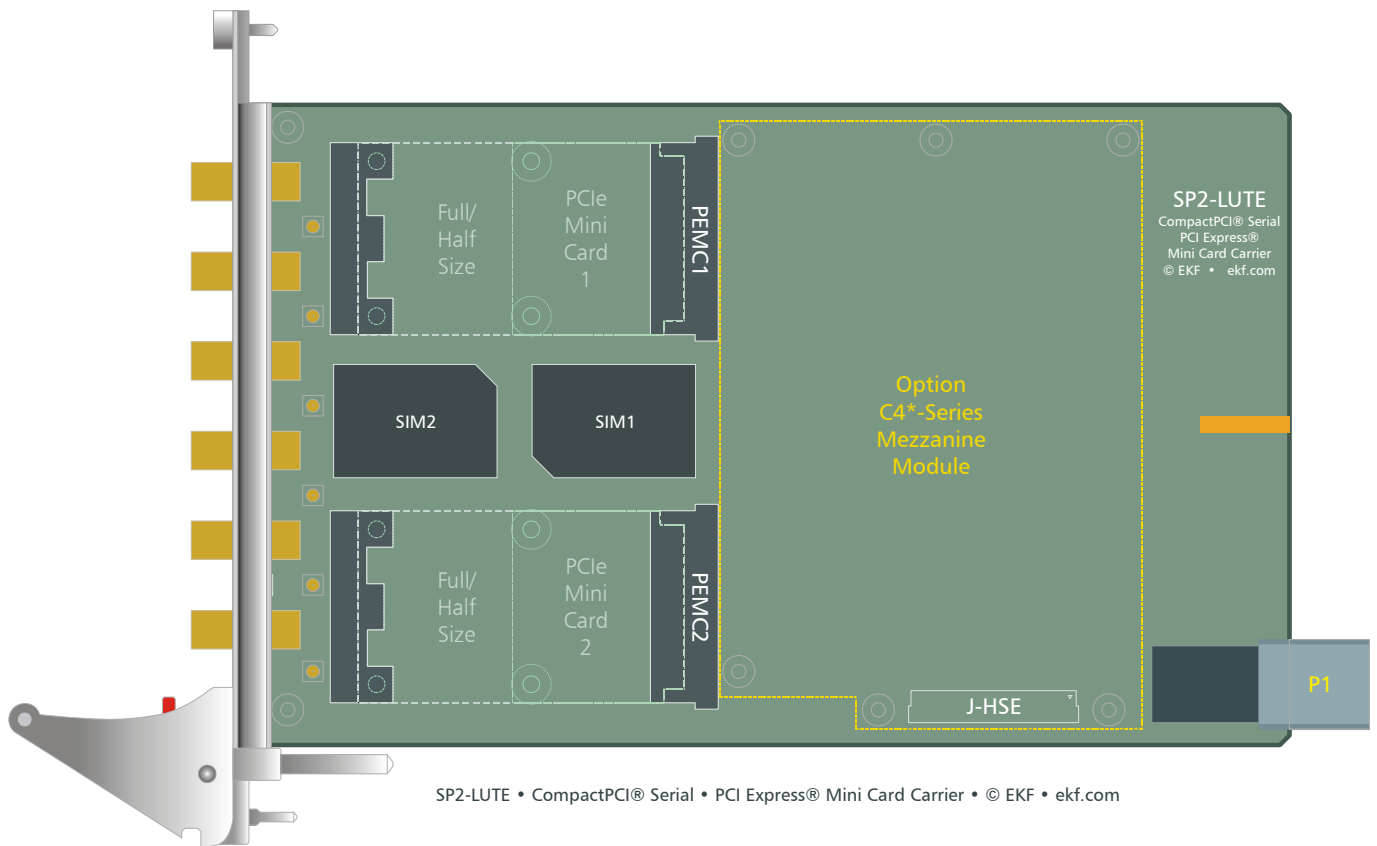 SP2-LUTE
CompactPCI® Serial
PCI Express®
Mini Card Carrier
© EKF • ekf.com
Full/
Half
Size
PCIe
Mini
Card
1
PEMC1
SIM2
SIM1
Option
C4*-Series
Mezzanine
Module
Full/
Half
Size
PCIe
Mini
Card
2
PEMC2
J-HSE
P1
SP2-LUTE • CompactPCI® Serial • PCI Express® Mini Card Carrier • © EKF • ekf.com